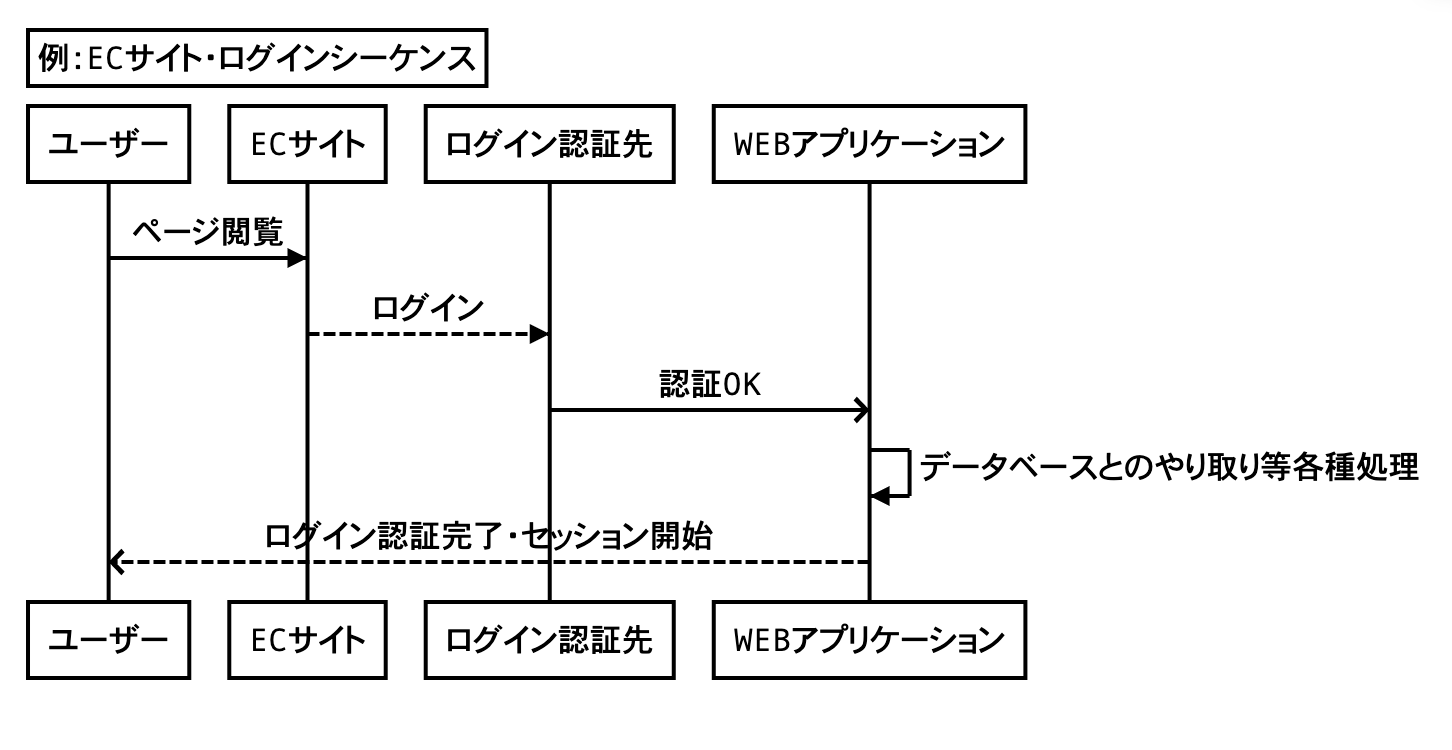 例:ECサイト・ログインシーケンス
ユーザー
ECサイト
ログイン認証先
WEBアプリケーション
ページ閲覧
ログイン
認証OK
データベースとのやり取り等各種処理
ログイン認証完了・セッション開始
ユーザー
ECサイト
ログイン認証先
WEBアプリケーション